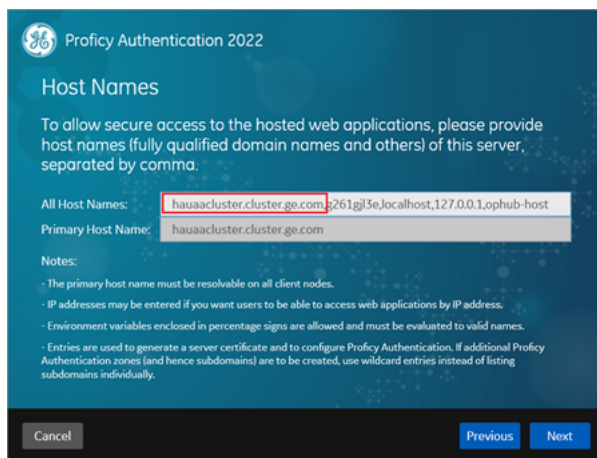 Proficy Authentication 2022
Host Names
To allow secure access to the hosted web applications, please provide
host names (fully qualified domain names and others) of this server,
separated by comma.
All Host Names: hauaacluster.cluster.ge.com,g261gjl3e,localhost,127.0.0.1,ophub-host
Primary Host Name: hauaacluster.cluster.ge.com
Notes:
- The primary host name must be resolvable on all client nodes.
- IP addresses may be entered if you want users to be able to access web applications by IP address.
- Environment variables enclosed in percentage signs are allowed and must be evaluated to valid names.
- Entries are used to generate a server certificate and to configure Proficy Authentication. If additional Proficy
Authentication zones (and hence subdomains) are to be created, use wildcard entries instead of listing
subdomains individually.
Cancel Previous Next